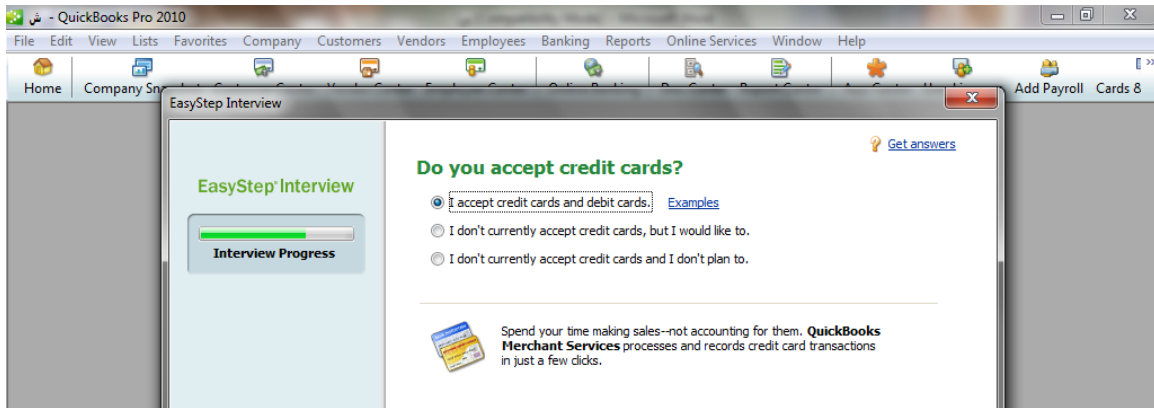 ش - QuickBooks Pro 2010
File Edit View Lists Favorites Company Customers Vendors Employees Banking Reports Online Services Window Help
Home Company Add Payroll Cards &
EasyStep Interview
Get answers
Do you accept credit cards?
EasyStep Interview
I accept credit cards and debit cards. Examples
I don't currently accept credit cards, but I would like to.
Interview Progress
I don't currently accept credit cards and I don't plan to.
Spend your time making sales--not accounting for them. QuickBooks
Merchant Services processes and records credit card transactions
in just a few clicks.